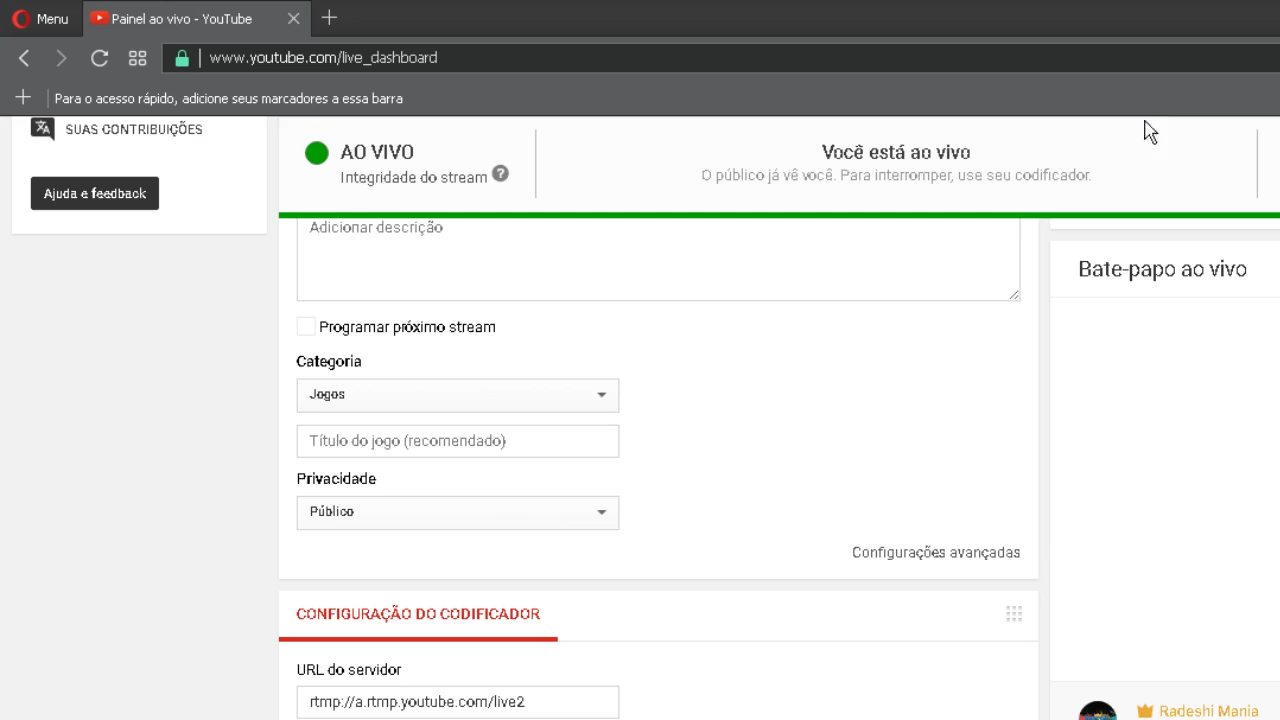 Menu
Painel ao vivo - YouTube
www.youtube.com/live_dashboard
Para o acesso rápido, adicione seus marcadores a essa barra
SUAS CONTRIBUIÇÕES
Ajuda e feedback
AO VIVO
Integridade do stream ?
Você está ao vivo
O público já vê você. Para interromper, use seu codificador.
Adicionar descrição
Programar próximo stream
Categoria
Jogos
Título do jogo (recomendado)
Privacidade
Público
Configurações avançadas
CONFIGURAÇÃO DO CODIFICADOR
URL do servidor
rtmp://a.rtmp.youtube.com/live2
Bate-papo ao vivo
Radeshi Mania